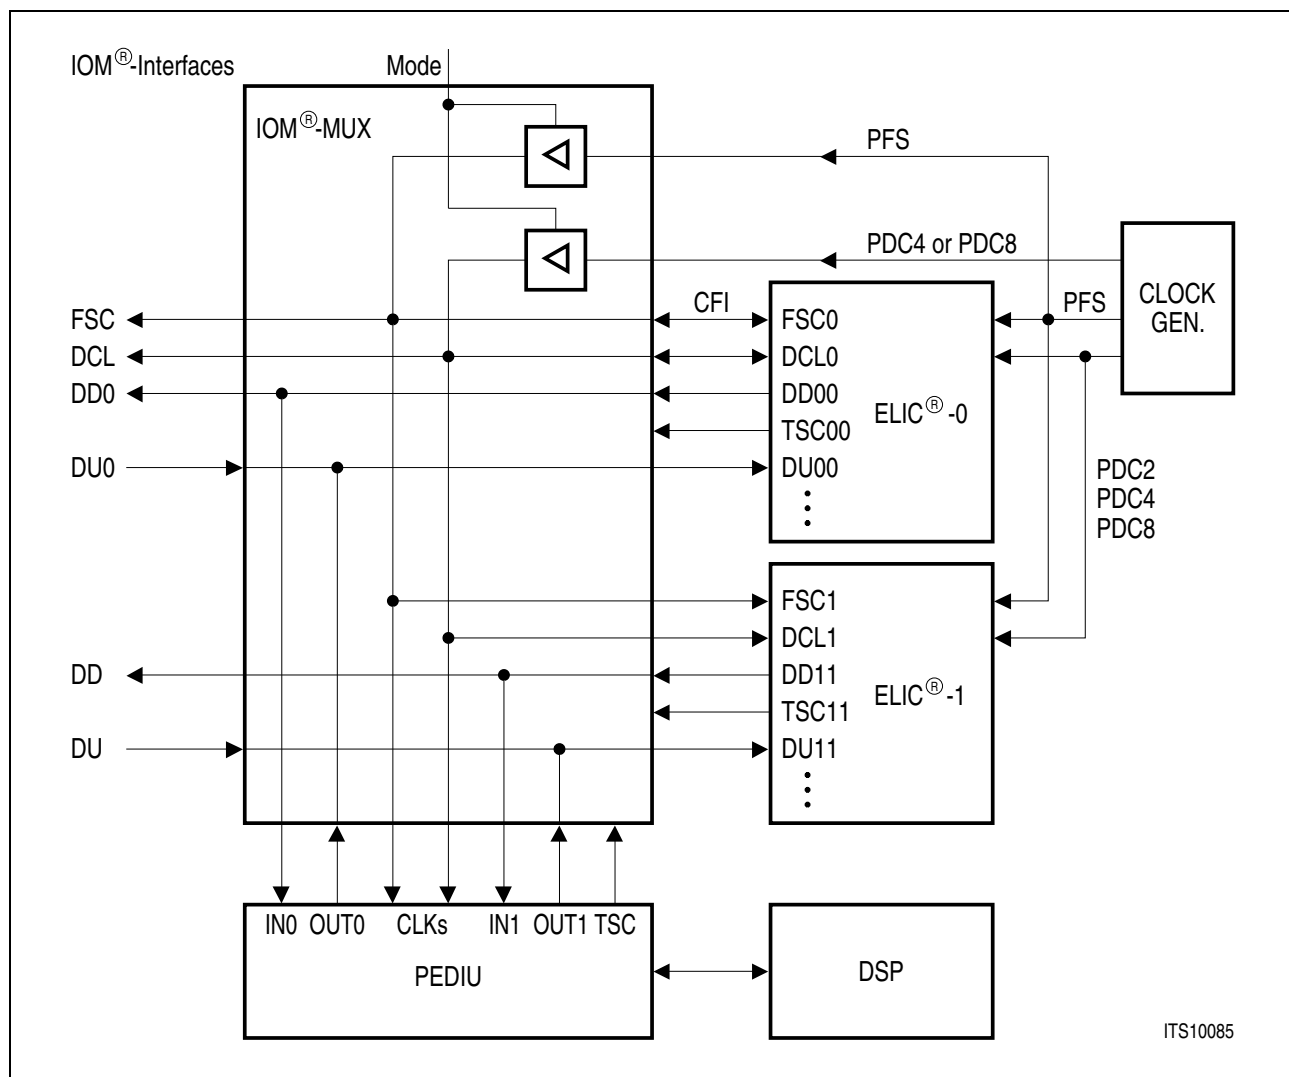 IOM®-Interfaces
Mode
IOM®-MUX
PFS
PDC4 or PDC8
CLOCK
GEN.
FSC
CFI
FSC0
PFS
DCL
DCL0
DD0
DD00
ELIC®-0
TSC00
DU0
DU00
PDC2
PDC4
PDC8
FSC1
DCL1
DD
DD11
ELIC®-1
TSC11
DU
DU11
IN0 OUT0 CLKs IN1 OUT1 TSC
PEDIU
DSP
ITS10085